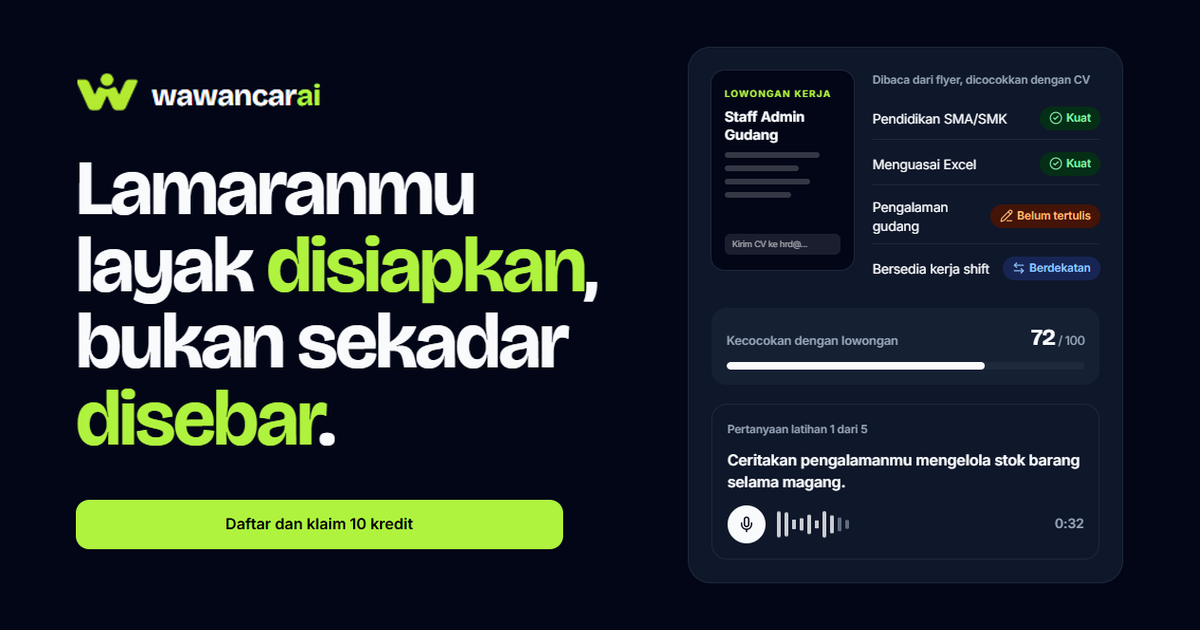 wawancarai
Lamaranmu
layak disiapkan,
bukan sekadar
disebar.
Daftar dan klaim 10 kredit
LOWONGAN KERJA
Staff Admin
Gudang
Kirim CV ke hrd@...
Dibaca dari flyer, dicocokkan dengan CV
Pendidikan SMA/SMK
Kuat
Menguasai Excel
Kuat
Pengalaman
gudang
Belum tertulis
Bersedia kerja shift
Berdekatan
Kecocokan dengan lowongan
72 / 100
Pertanyaan latihan 1 dari 5
Ceritakan pengalamanmu mengelola stok barang
selama magang.
0:32